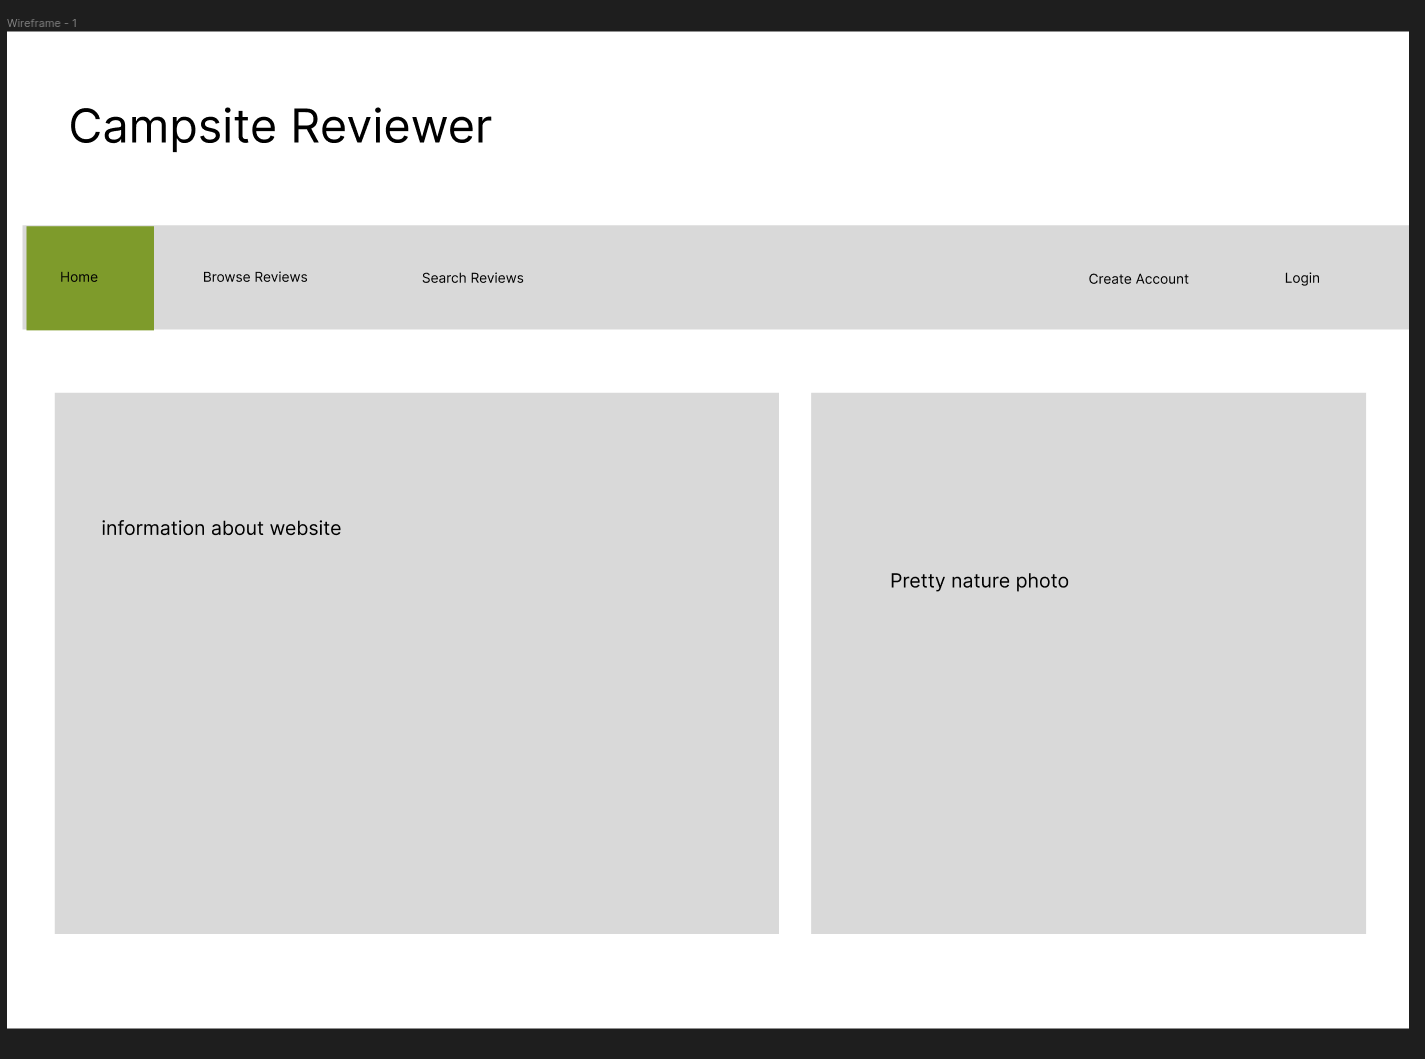 Wireframe - 1
Campsite Reviewer
Home
Browse Reviews
Search Reviews
Create Account
Login
information about website
Pretty nature photo